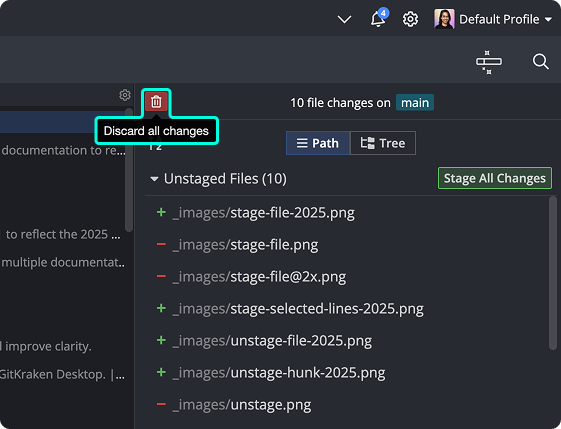 4
Default Profile
10 file changes on main
Discard all changes
documentation to re...
Path
Tree
Unstaged Files (10)
Stage All Changes
_images/stage-file-2025.png
_images/stage-file.png
to reflect the 2025 ...
multiple documentat...
_images/stage-file@2x.png
_images/stage-selected-lines-2025.png
_images/unstage-file-2025.png
improve clarity.
GitKraken Desktop. |...
_images/unstage-hunk-2025.png
_images/unstage.png